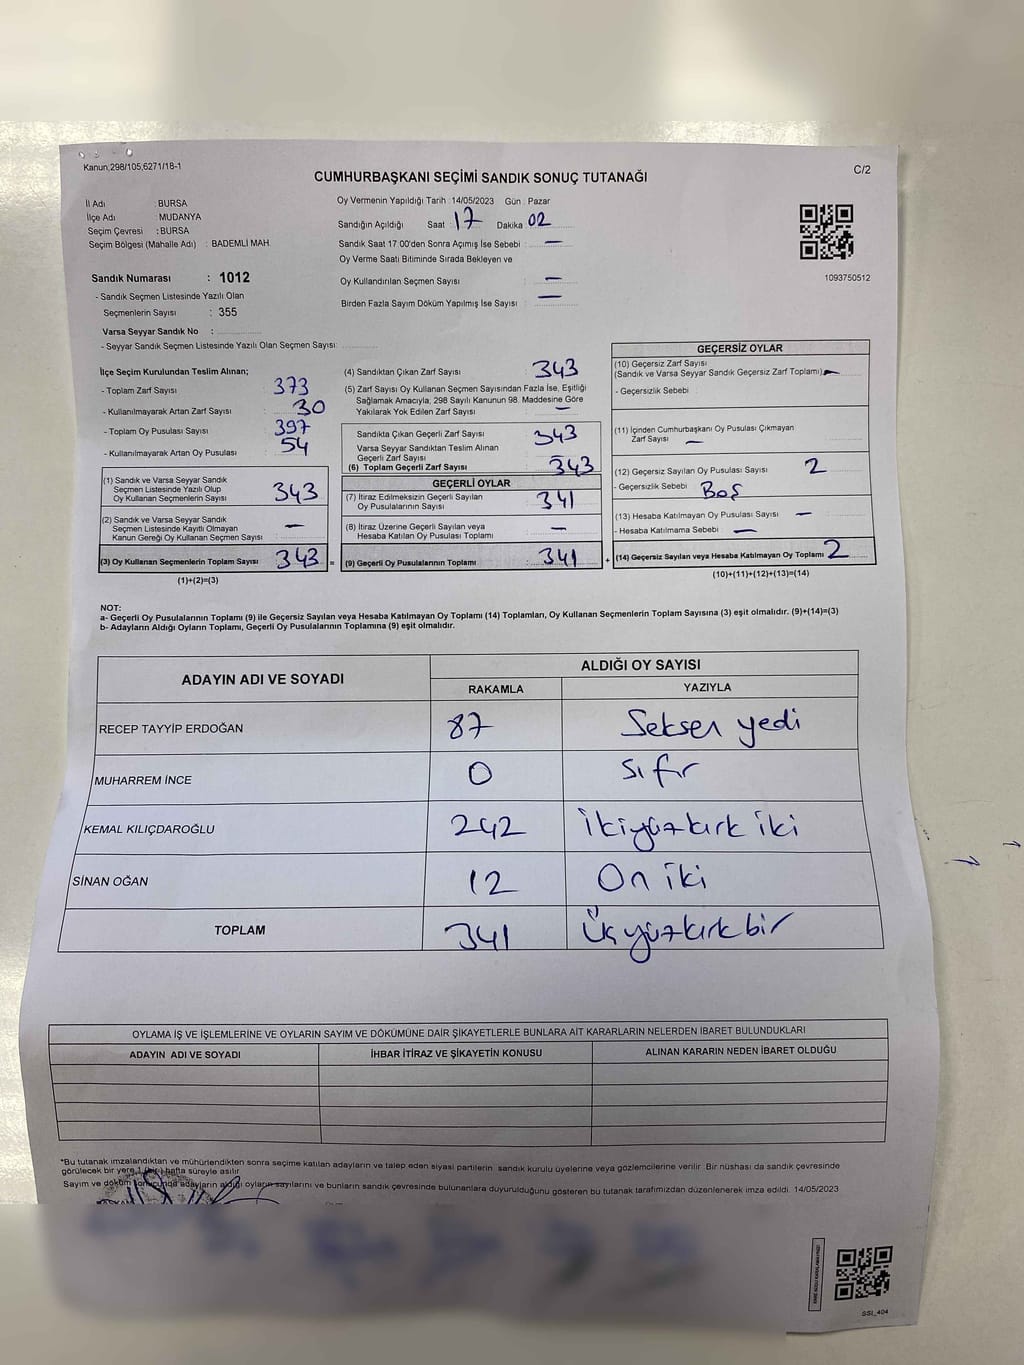 Kanun;298/105,6271/18-1
C/2
CUMHURBAŞKANI SEÇİMİ SANDIK SONUÇ TUTANAĞI
İl Adı : BURSA
İlçe Adı : MUDANYA
Seçim Çevresi : BURSA
Seçim Bölgesi (Mahalle Adı) : BADEMLİ MAH.
Sandık Numarası : 1012
- Sandık Seçmen Listesinde Yazılı Olan
Seçmenlerin Sayısı : 355
Varsa Seyyar Sandık No :
- Seyyar Sandık Seçmen Listesinde Yazılı Olan Seçmen Sayısı:
Oy Vermenin Yapıldığı Tarih :14/05/2023 Gün : Pazar
Sandığın Açıldığı Saat 17 Dakika 02
Sandık Saat 17 00'den Sonra Açımış İse Sebebi : —
Oy Verme Saati Bitiminde Sırada Bekleyen ve
Oy Kullandırılan Seçmen Sayısı : —
Birden Fazla Sayım Döküm Yapılmış İse Sayısı : —
1093750512
İlçe Seçim Kurulundan Teslim Alınan;
- Toplam Zarf Sayısı : 373
- Kullanılmayarak Artan Zarf Sayısı : 30
- Toplam Oy Pusulası Sayısı : 397
- Kullanılmayarak Artan Oy Pusulası : 54
(1) Sandık ve Varsa Seyyar Sandık
Seçmen Listesinde Yazılı Olup
Oy Kullanan Seçmenlerin Sayısı : 343
(2) Sandık ve Varsa Seyyar Sandık
Seçmen Listesinde Kayıtlı Olmayan
Kanun Gereği Oy Kullanan Seçmen Sayısı : —
(3) Oy Kullanan Seçmenlerin Toplam Sayısı : 343 =
(1)+(2)=(3)
(4) Sandıktan Çıkan Zarf Sayısı : 343
(5) Zarf Sayısı Oy Kullanan Seçmen Sayısından Fazla İse, Eşitliği
Sağlamak Amacıyla; 298 Sayılı Kanunun 98. Maddesine Göre
Yakılarak Yok Edilen Zarf Sayısı : —
Sandıkta Çıkan Geçerli Zarf Sayısı : 343
Varsa Seyyar Sandıktan Teslim Alınan
Geçerli Zarf Sayısı
(6) Toplam Geçerli Zarf Sayısı : 343
GEÇERLİ OYLAR
(7) İtiraz Edilmeksizin Geçerli Sayılan
Oy Pusulalarının Sayısı : 341
(8) İtiraz Üzerine Geçerli Sayılan veya
Hesaba Katılan Oy Pusulası Toplamı : —
(9) Geçerli Oy Pusulalarının Toplamı : 341 +
GEÇERSİZ OYLAR
(10) Geçersiz Zarf Sayısı
(Sandık ve Varsa Seyyar Sandık Geçersiz Zarf Toplamı) —
- Geçersizlik Sebebi :
(11) İçinden Cumhurbaşkanı Oy Pusulası Çıkmayan
Zarf Sayısı : —
(12) Geçersiz Sayılan Oy Pusulası Sayısı : 2
- Geçersizlik Sebebi : Boş
(13) Hesaba Katılmayan Oy Pusulası Sayısı : —
- Hesaba Katılmama Sebebi : —
(14) Geçersiz Sayılan veya Hesaba Katılmayan Oy Toplamı : 2
(10)+(11)+(12)+(13)=(14)
NOT:
a- Geçerli Oy Pusulalarının Toplamı (9) ile Geçersiz Sayılan veya Hesaba Katılmayan Oy Toplamı (14) Toplamları, Oy Kullanan Seçmenlerin Toplam Sayısına (3) eşit olmalıdır. (9)+(14)=(3)
b- Adayların Aldığı Oyların Toplamı, Geçerli Oy Pusulalarının Toplamına (9) eşit olmalıdır.
ADAYIN ADI VE SOYADI ALDIĞI OY SAYISI
RAKAMLA YAZIYLA
RECEP TAYYİP ERDOĞAN 87 Seksen yedi
MUHARREM İNCE 0 Sıfır
KEMAL KILIÇDAROĞLU 242 İkiyüzkırk iki
SİNAN OĞAN 12 On iki
TOPLAM 341 Üçyüzkırkbir
OYLAMA İŞ VE İŞLEMLERİNE VE OYLARIN SAYIM VE DÖKÜMÜNE DAİR ŞİKAYETLERLE BUNLARA AİT KARARLARIN NELERDEN İBARET BULUNDUKLARI
ADAYIN ADI VE SOYADI İHBAR İTİRAZ VE ŞİKAYETİN KONUSU ALINAN KARARIN NEDEN İBARET OLDUĞU
*Bu tutanak imzalandıktan ve mühürlendikten sonra seçime katılan adayların ve talep eden siyasi partilerin sandık kurulu üyelerine veya gözlemcilerine verilir. Bir nüshası da sandık çevresinde
görülecek bir yere 1 (bir) hafta süreyle asılır
Sayım ve döküm sonucunda adayların aldığı oyların sayılarını ve bunların sandık çevresinde bulunanlara duyurulduğunu gösteren bu tutanak tarafımızdan düzenlenerek imza edildi. 14/05/2023
SSI_404